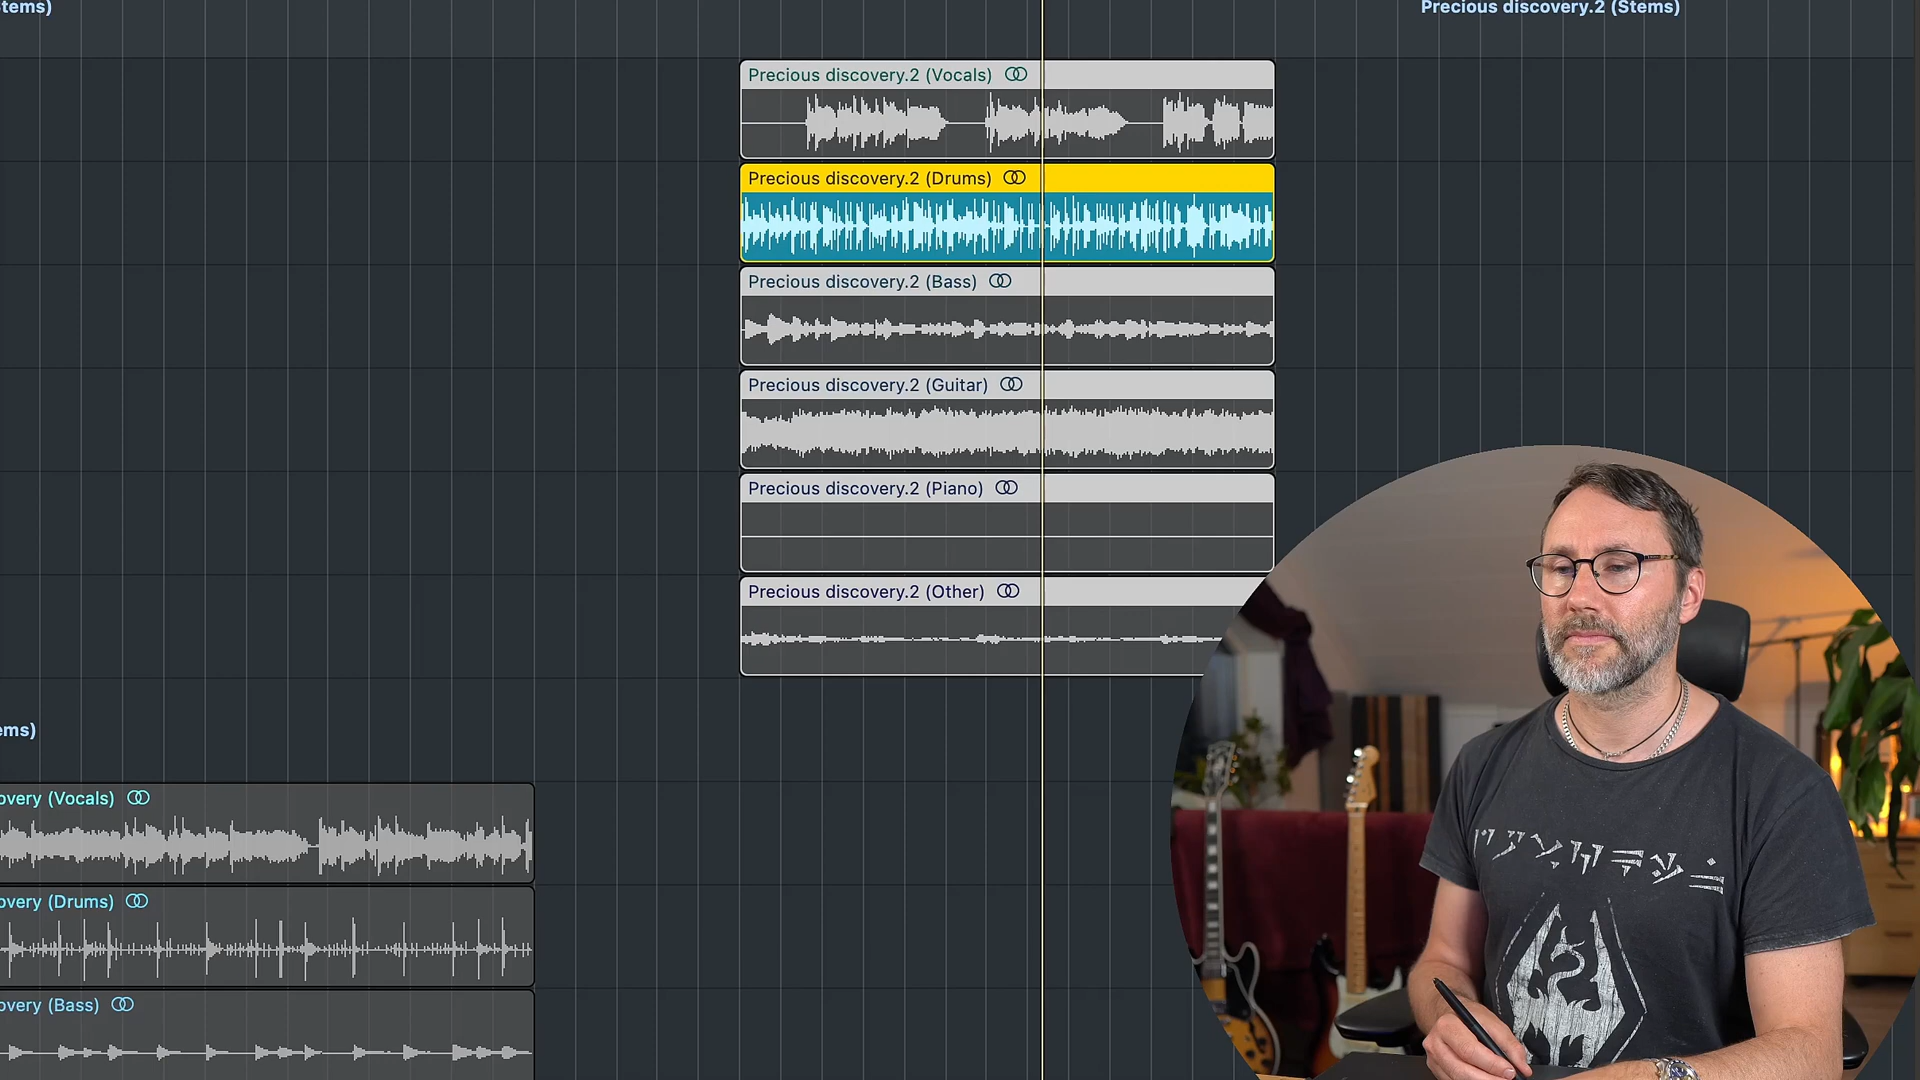 tems)
Precious discovery.2 (Stems)
Precious discovery.2 (Vocals)
Precious discovery.2 (Drums)
Precious discovery.2 (Bass)
Precious discovery.2 (Guitar)
Precious discovery.2 (Piano)
Precious discovery.2 (Other)
ems)
overy (Vocals)
overy (Drums)
overy (Bass)